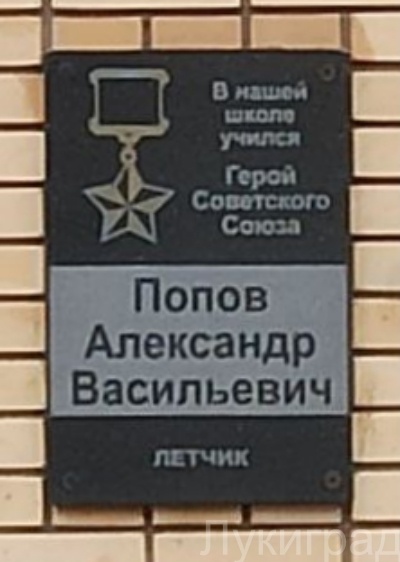 В нашей
школе
учился
Герой
Советского
Союза
Попов
Александр
Васильевич
ЛЕТЧИК
Лукиград